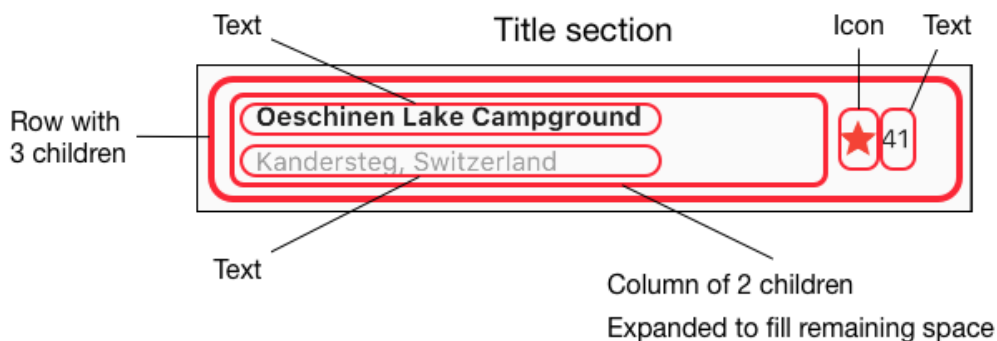 Text
Title section
Icon
Text
Row with
3 children
Oeschinen Lake Campground
Kandersteg, Switzerland
41
Text
Column of 2 children
Expanded to fill remaining space